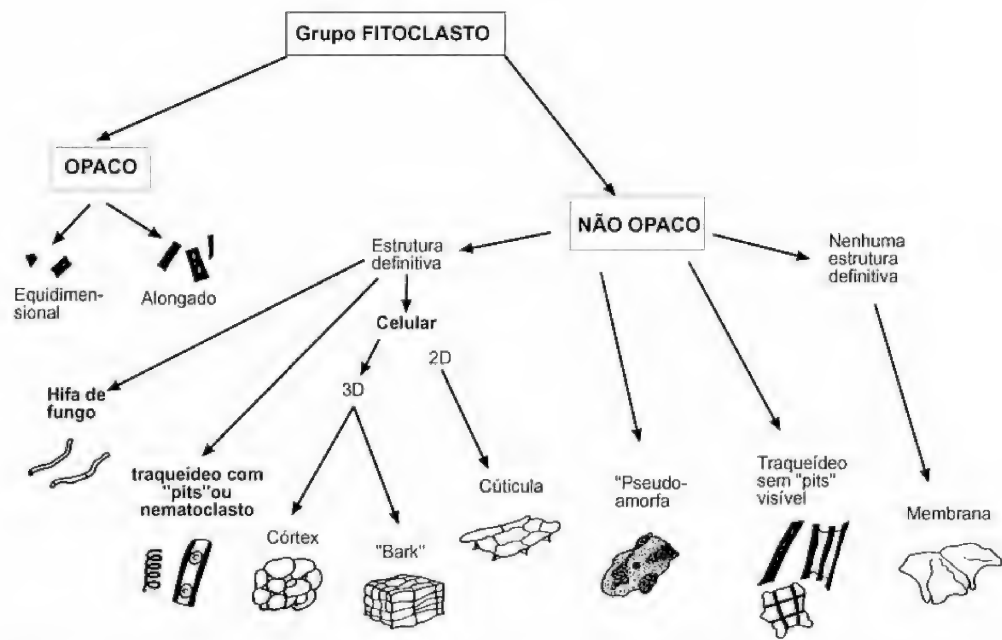 Grupo FITOCLASTO
OPACO
Equidimen-
sional
Alongado
NÃO OPACO
Estrutura
definitiva
Nenhuma
estrutura
definitiva
Celular
2D
3D
Hifa de
fungo
traqueídeo com
"pits"ou
nematoclasto
Córtex
"Bark"
Cúticula
"Pseudo-
amorfa
Traqueídeo
sem "pits"
visível
Membrana